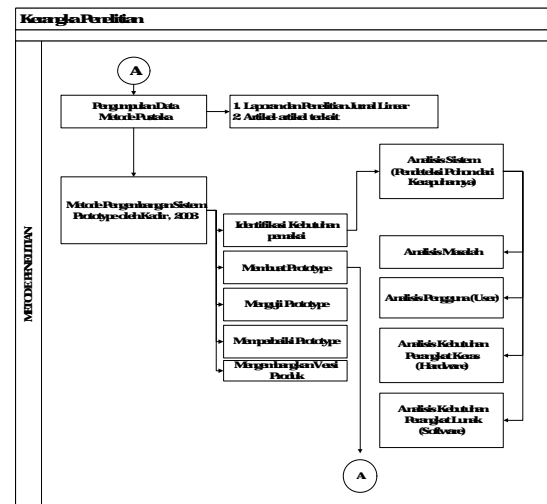 Kerangka Penelitian
METODE PENELITIAN
A
Pengumpulan Data
Metode Pustaka
1. Laporan dan Penelitian Jurnal Linear
2. Artikel-artikel terkait
Metode Pengembangan Sistem
Prototype oleh Kadir, 2003
Identifikasi Kebutuhan
pemakai
Membuat Prototype
Menguji Prototype
Memperbaiki Prototype
Mengembangkan Versi
Produk
Analisis Sistem
(Pendeteksi Pohon dari
Kerapuhannya)
Analisis Masalah
Analisis Pengguna (User)
Analisis Kebutuhan
Perangkat Keras
(Hardware)
Analisis Kebutuhan
Perangkat Lunak
(Software)
A